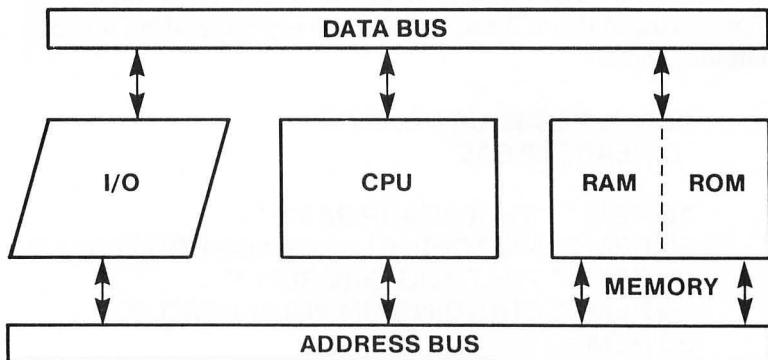 DATA BUS
I/O
CPU
RAM
ROM
MEMORY
ADDRESS BUS